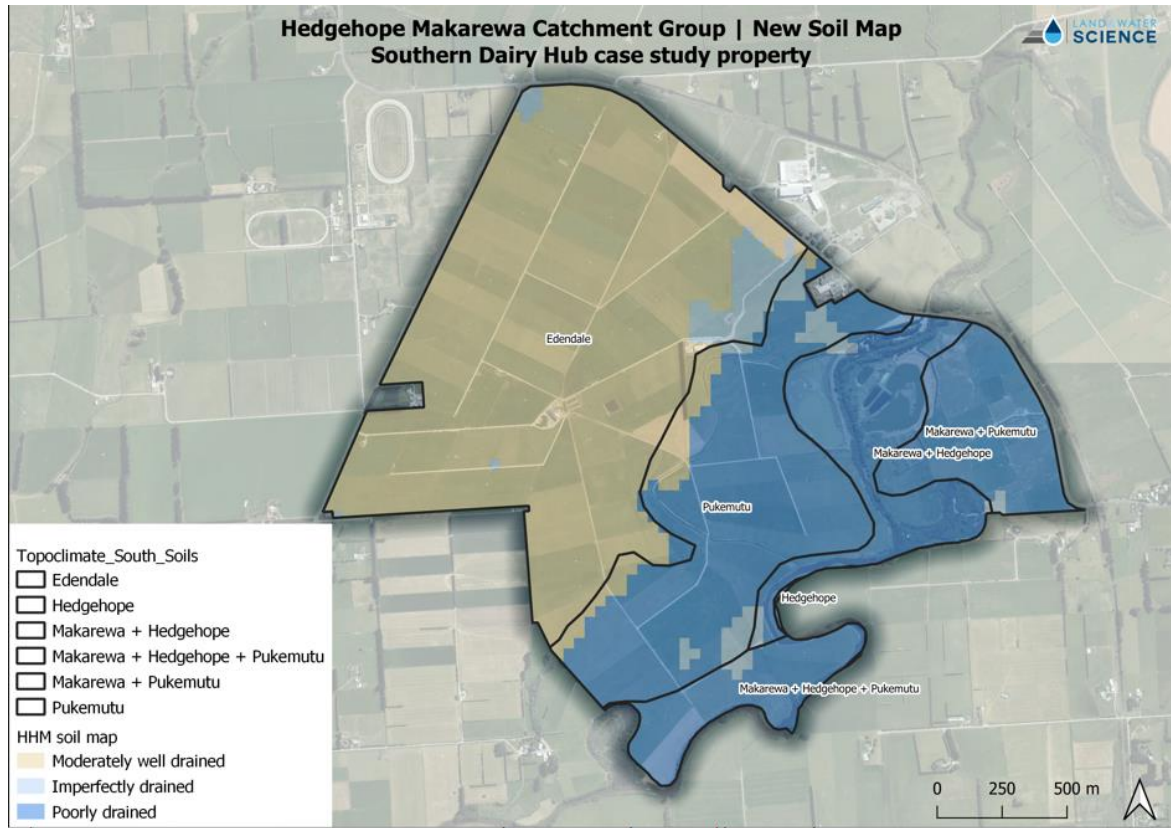 Hedgehope Makarewa Catchment Group | New Soil Map
Southern Dairy Hub case study property
LAND & WATER
SCIENCE
Edendale
Makarewa + Pukemutu
Makarewa + Hedgehope
Pukemutu
Hedgehope
Makarewa + Hedgehope + Pukemutu
Topoclimate_South_Soils
Edendale
Hedgehope
Makarewa + Hedgehope
Makarewa + Hedgehope + Pukemutu
Makarewa + Pukemutu
Pukemutu
HHM soil map
Moderately well drained
Imperfectly drained
Poorly drained
0 250 500 m